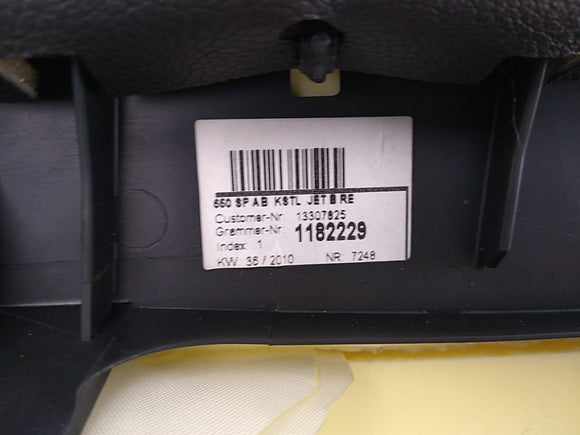 550 SP AB KSTL JET B RE
Customer-Nr: 13307825
Grammer-Nr: 1182229
Index: 1
KW: 36 / 2010 NR: 7248